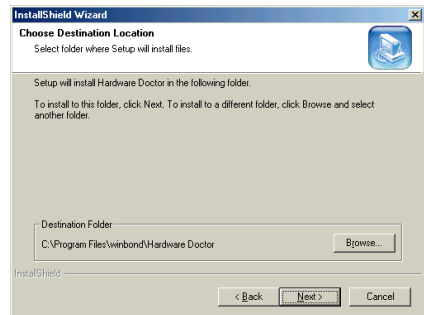 InstallShield Wizard
Choose Destination Location
Select folder where Setup will install files.
Setup will install Hardware Doctor in the following folder.
To install to this folder, click Next. To install to a different folder, click Browse and select
another folder.
Destination Folder
C:\Program Files\winbond\Hardware Doctor
Browse...
InstallShield
< Back
Next >
Cancel